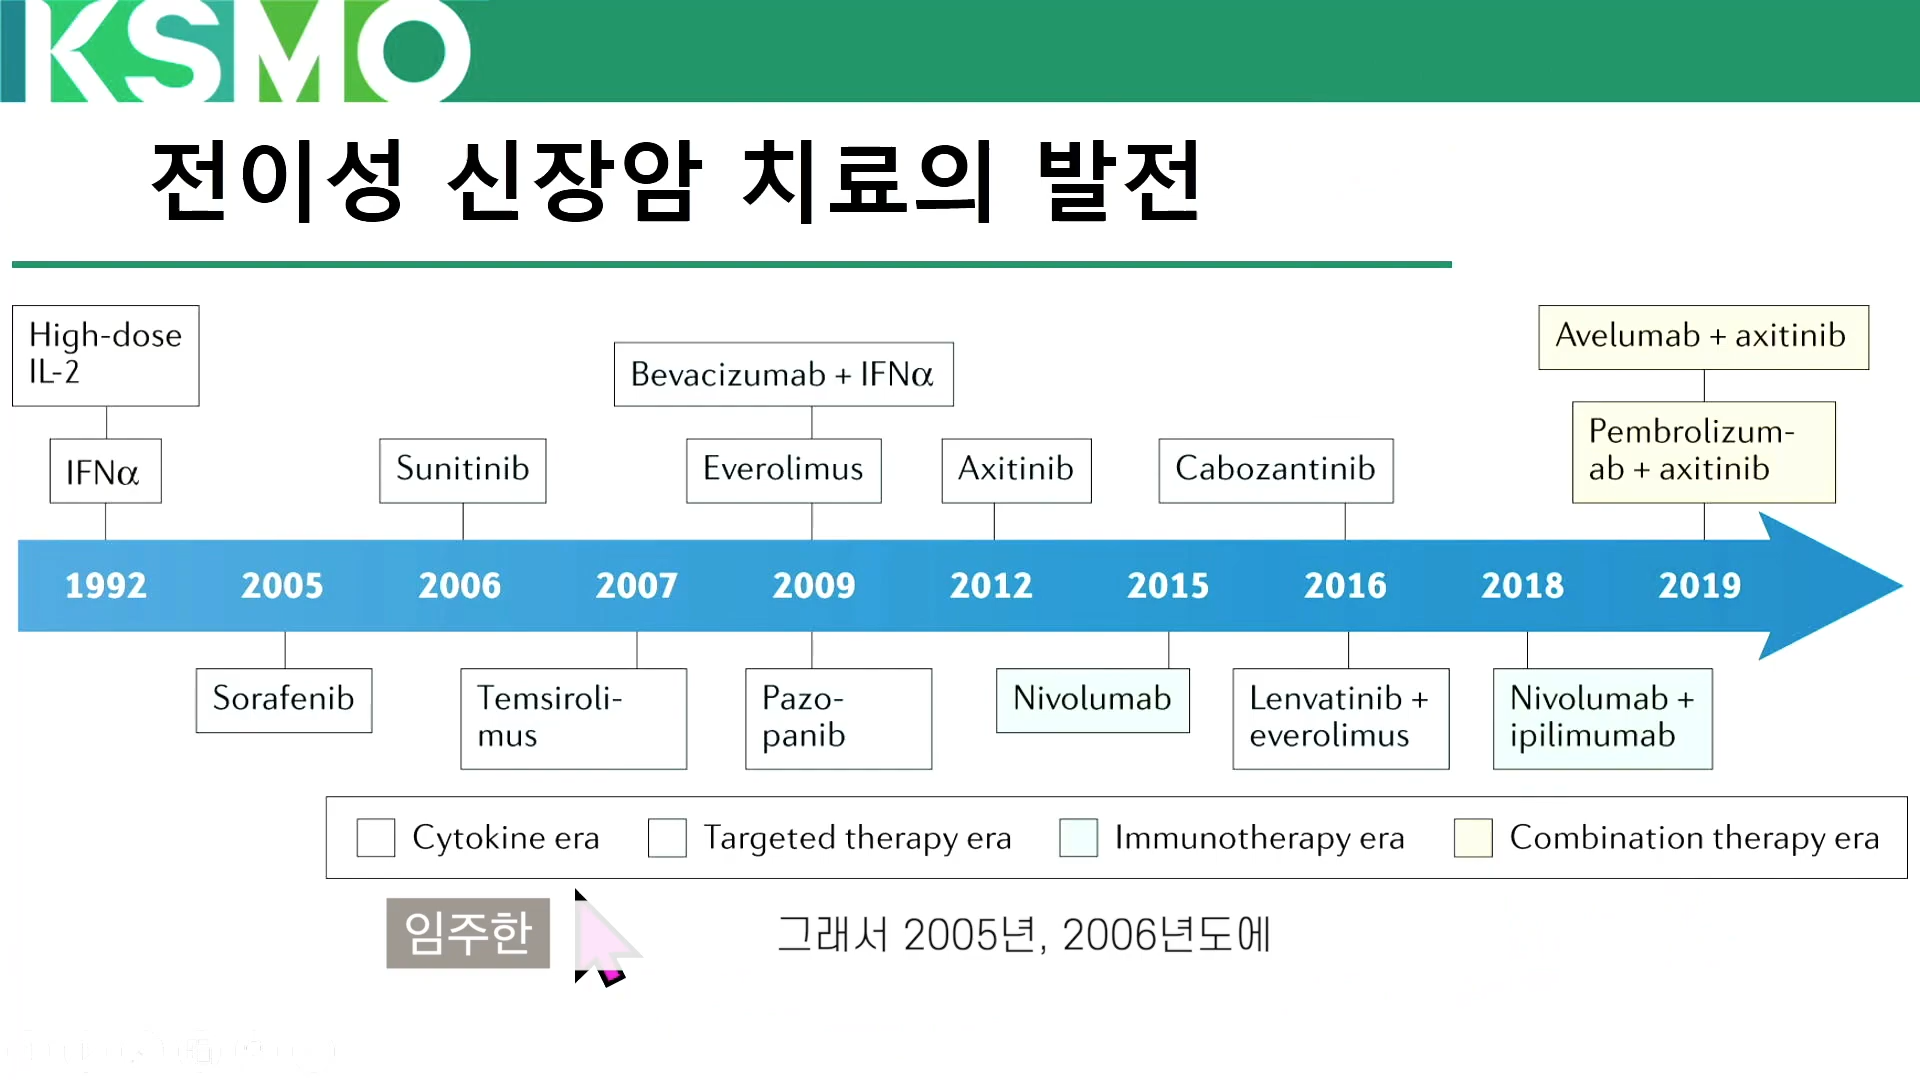 KSMO
전이성 신장암 치료의 발전
High-dose
IL-2
IFNα
Sunitinib
Bevacizumab + IFNα
Everolimus
Axitinib
Cabozantinib
Avelumab + axitinib
Pembrolizum-
ab + axitinib
1992 2005 2006 2007 2009 2012 2015 2016 2018 2019
Sorafenib
Temsiroli-
mus
Pazo-
panib
Nivolumab
Lenvatinib +
everolimus
Nivolumab +
ipilimumab
Cytokine era Targeted therapy era Immunotherapy era Combination therapy era
임주한 그래서 2005년, 2006년도에